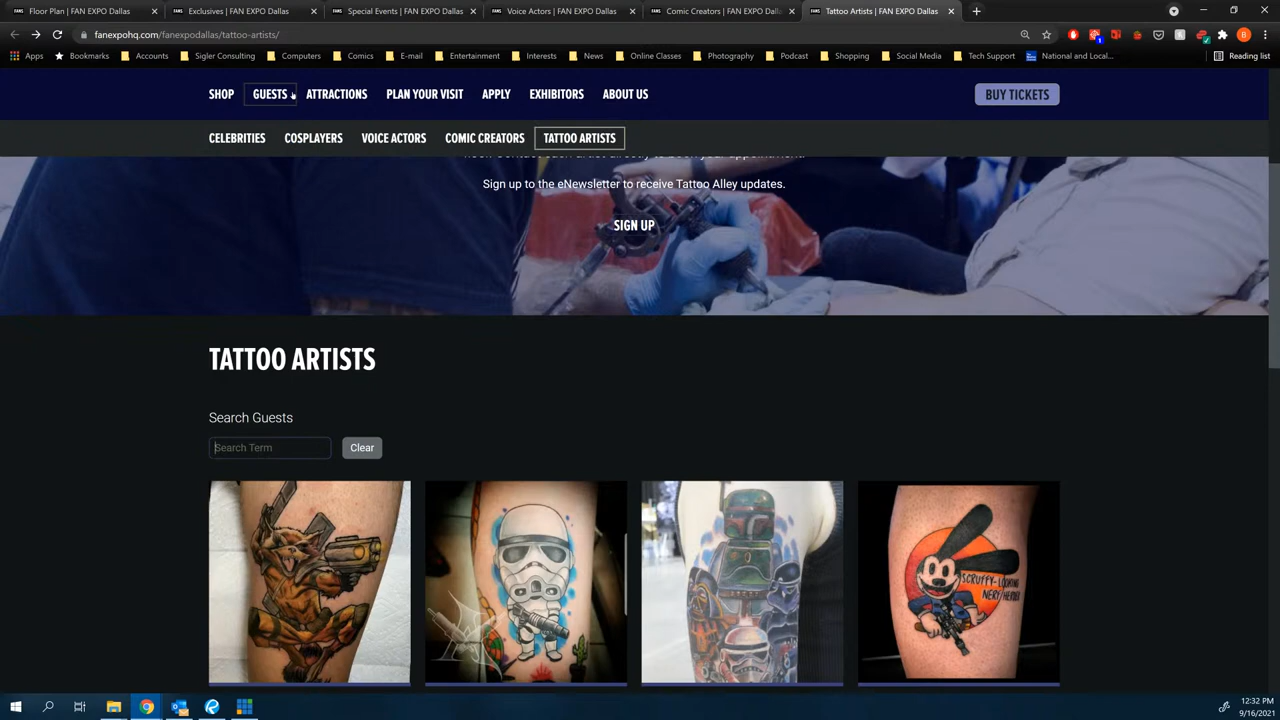 Floor Plan | FAN EXPO Dallas
Exclusives | FAN EXPO Dallas
Special Events | FAN EXPO Dallas
Voice Actors | FAN EXPO Dallas
Comic Creators | FAN EXPO Dalla
Tattoo Artists | FAN EXPO Dallas
fanexpohq.com/fanexpodallas/tattoo-artists/
Apps Bookmarks Accounts Sigler Consulting Computers Comics E-mail Entertainment Interests News Online Classes Photography Podcast Shopping Social Media Tech Support National and Local... Reading list
SHOP GUESTS ATTRACTIONS PLAN YOUR VISIT APPLY EXHIBITORS ABOUT US BUY TICKETS
CELEBRITIES COSPLAYERS VOICE ACTORS COMIC CREATORS TATTOO ARTISTS
Sign up to the eNewsletter to receive Tattoo Alley updates.
SIGN UP
TATTOO ARTISTS
Search Guests
Search Term Clear
SCRUFFY-LOOKING
NERF HERDER
12:32 PM
9/16/2021